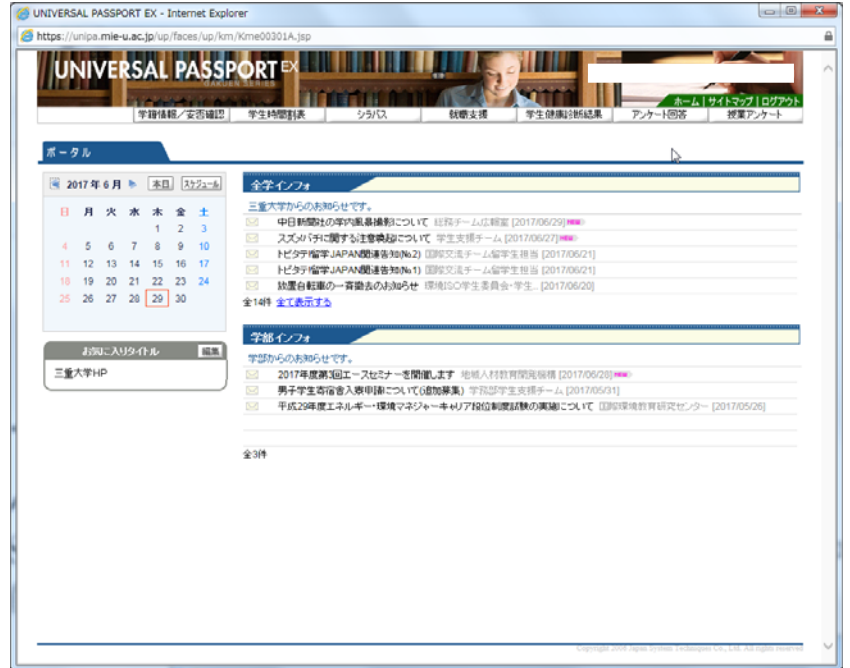 UNIVERSAL PASSPORT EX - Internet Explorer
https://unipa.mie-u.ac.jp/up/faces/up/km/Kme00301A.jsp
UNIVERSAL PASSPORT EX
GAKUEN SERIES
ホーム | サイトマップ | ログアウト
学籍情報/安否確認 学生時間割表 シラバス 就職支援 学生健康診断結果 アンケート回答 授業アンケート
ポータル
2017年6月 本日 スケジュール
日 月 火 水 木 金 土
1 2 3
4 5 6 7 8 9 10
11 12 13 14 15 16 17
18 19 20 21 22 23 24
25 26 27 28 29 30
お気に入りタイトル 編集
三重大学HP
全学インフォ
三重大学からのお知らせです。
中日新聞社の学内風景撮影について 総務チーム広報室 [2017/06/29] NEW
スズメバチに関する注意喚起について 学生支援チーム [2017/06/27] NEW
トビタテ!留学JAPAN関連告知(No.2) 国際交流チーム留学生担当 [2017/06/21]
トビタテ!留学JAPAN関連告知(No.1) 国際交流チーム留学生担当 [2017/06/21]
放置自転車の一斉撤去のお知らせ 環境ISO学生委員会・学生... [2017/06/20]
全14件 全て表示する
学部インフォ
学部からのお知らせです。
2017年度第3回エースセミナーを開催します 地域人材教育開発機構 [2017/06/28] NEW
男子学生寄宿舎入寮申請について(追加募集) 学務部学生支援チーム [2017/05/31]
平成29年度エネルギー・環境マネジャーキャリア段位制度試験の実施について 国際環境教育研究センター [2017/05/26]
全3件
Copyright 2006 Japan System Techniques Co., Ltd. All rights reserved